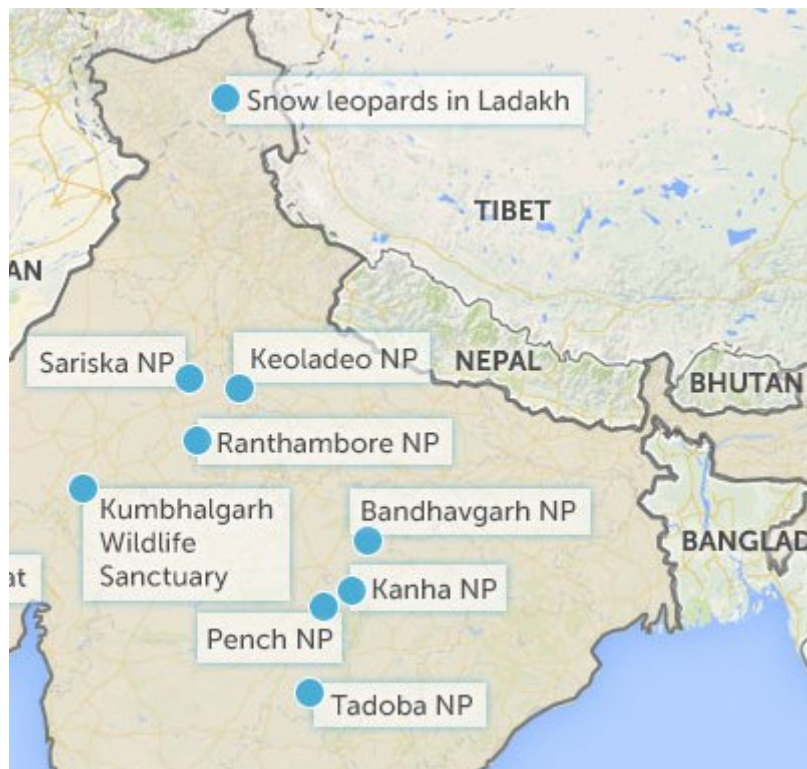 Snow leopards in Ladakh
TIBET
AN
Sariska NP
Keoladeo NP
NEPAL
BHUTAN
Ranthambore NP
Kumbhalgarh
Wildlife
Sanctuary
Bandhavgarh NP
BANGLAD
at
Kanha NP
Pench NP
Tadoba NP